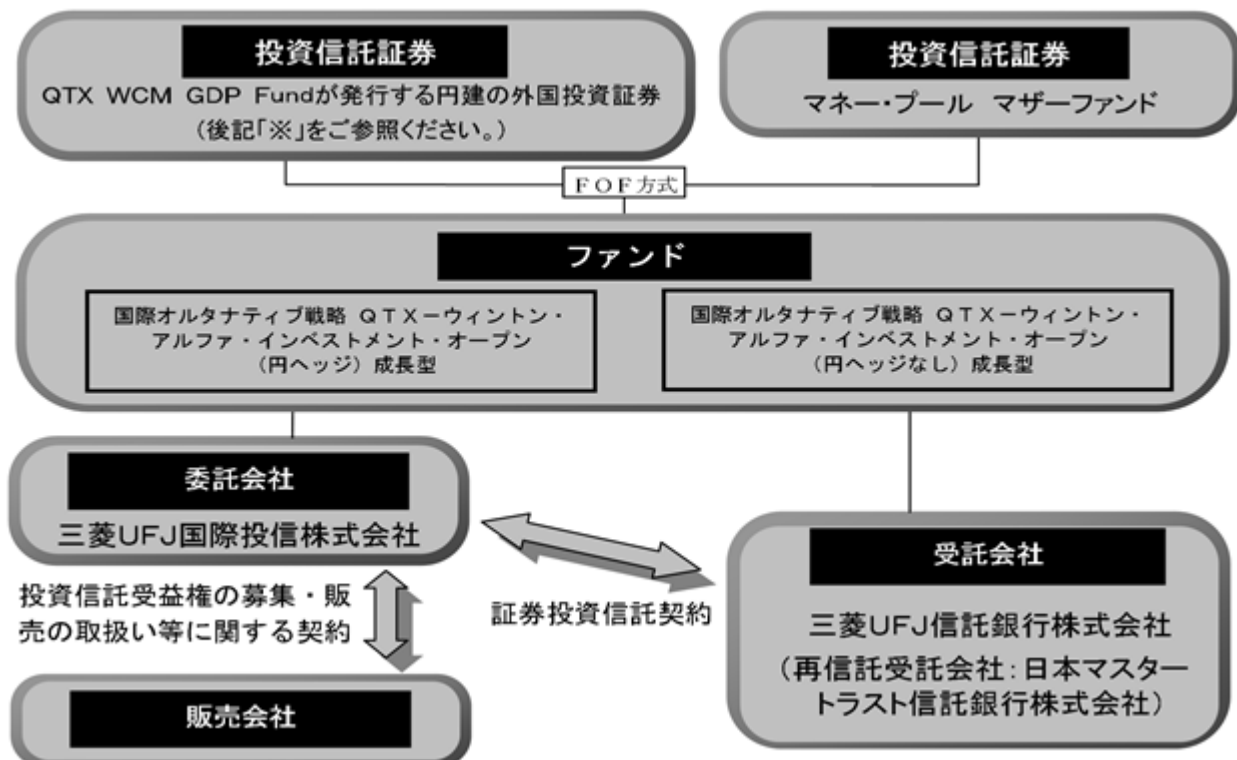 投資信託証券
QTX WCM GDP Fundが発行する円建の外国投資証券
（後記「※」をご参照ください。）
投資信託証券
マネー・プール マザーファンド
ＦＯＦ方式
ファンド
国際オルタナティブ戦略 ＱＴＸ－ウィントン・
アルファ・インベストメント・オープン
（円ヘッジ）成長型
国際オルタナティブ戦略 ＱＴＸ－ウィントン・
アルファ・インベストメント・オープン
（円ヘッジなし）成長型
委託会社
三菱UFJ国際投信株式会社
投資信託受益権の募集・販
売の取扱い等に関する契約
証券投資信託契約
販売会社
受託会社
三菱UFJ信託銀行株式会社
（再信託受託会社：日本マスター
トラスト信託銀行株式会社）